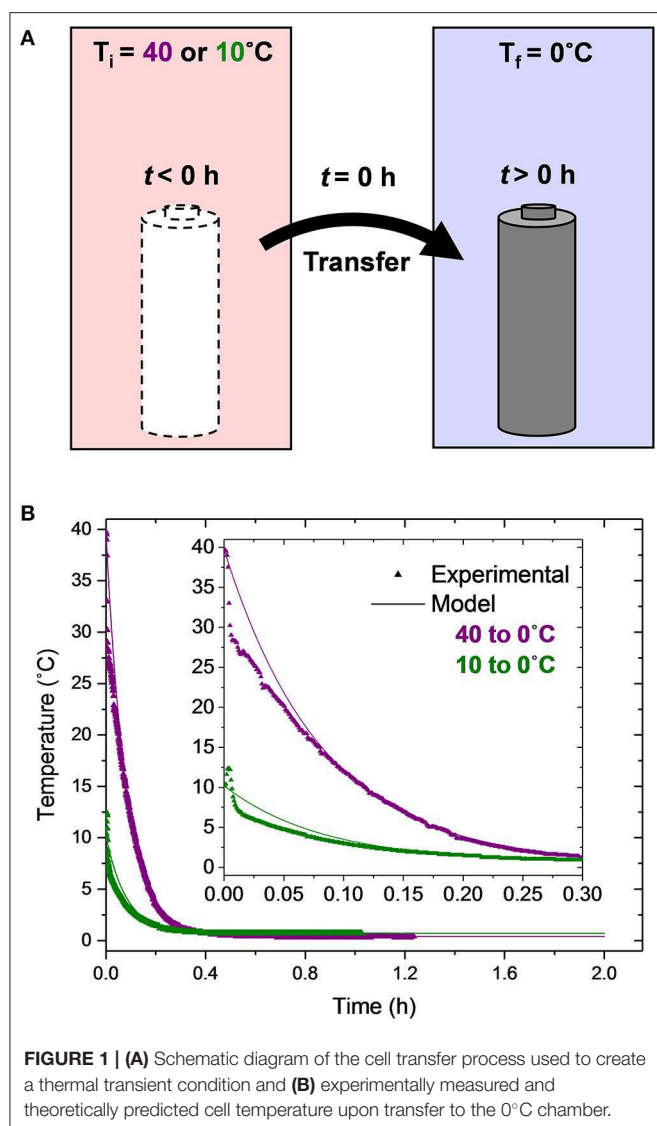 A
Tᵢ = 40 or 10°C
T_f = 0°C
t < 0 h
t = 0 h
t > 0 h
Transfer
B
40
35
30
25
20
15
10
5
0
Temperature (°C)
40
35
30
25
20
15
10
5
0
Experimental
Model
40 to 0°C
10 to 0°C
0.00 0.05 0.10 0.15 0.20 0.25 0.30
0.0 0.4 0.8 1.2 1.6 2.0
Time (h)
FIGURE 1 | (A) Schematic diagram of the cell transfer process used to create
a thermal transient condition and (B) experimentally measured and
theoretically predicted cell temperature upon transfer to the 0°C chamber.